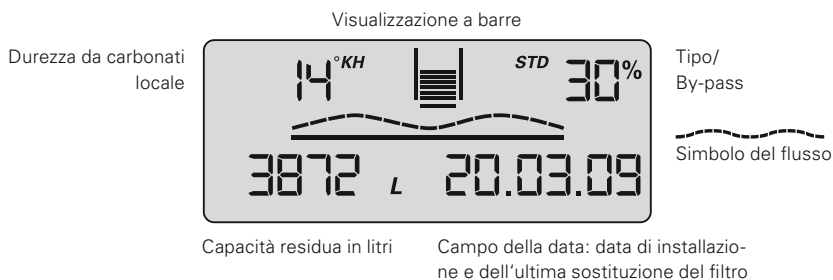 Visualizzazione a barre
Durezza da carbonati
locale
14 °KH STD 30%
Tipo/
By-pass
Simbolo del flusso
3872 L 20.03.09
Capacità residua in litri
Campo della data: data di installazio-
ne e dell‘ultima sostituzione del filtro